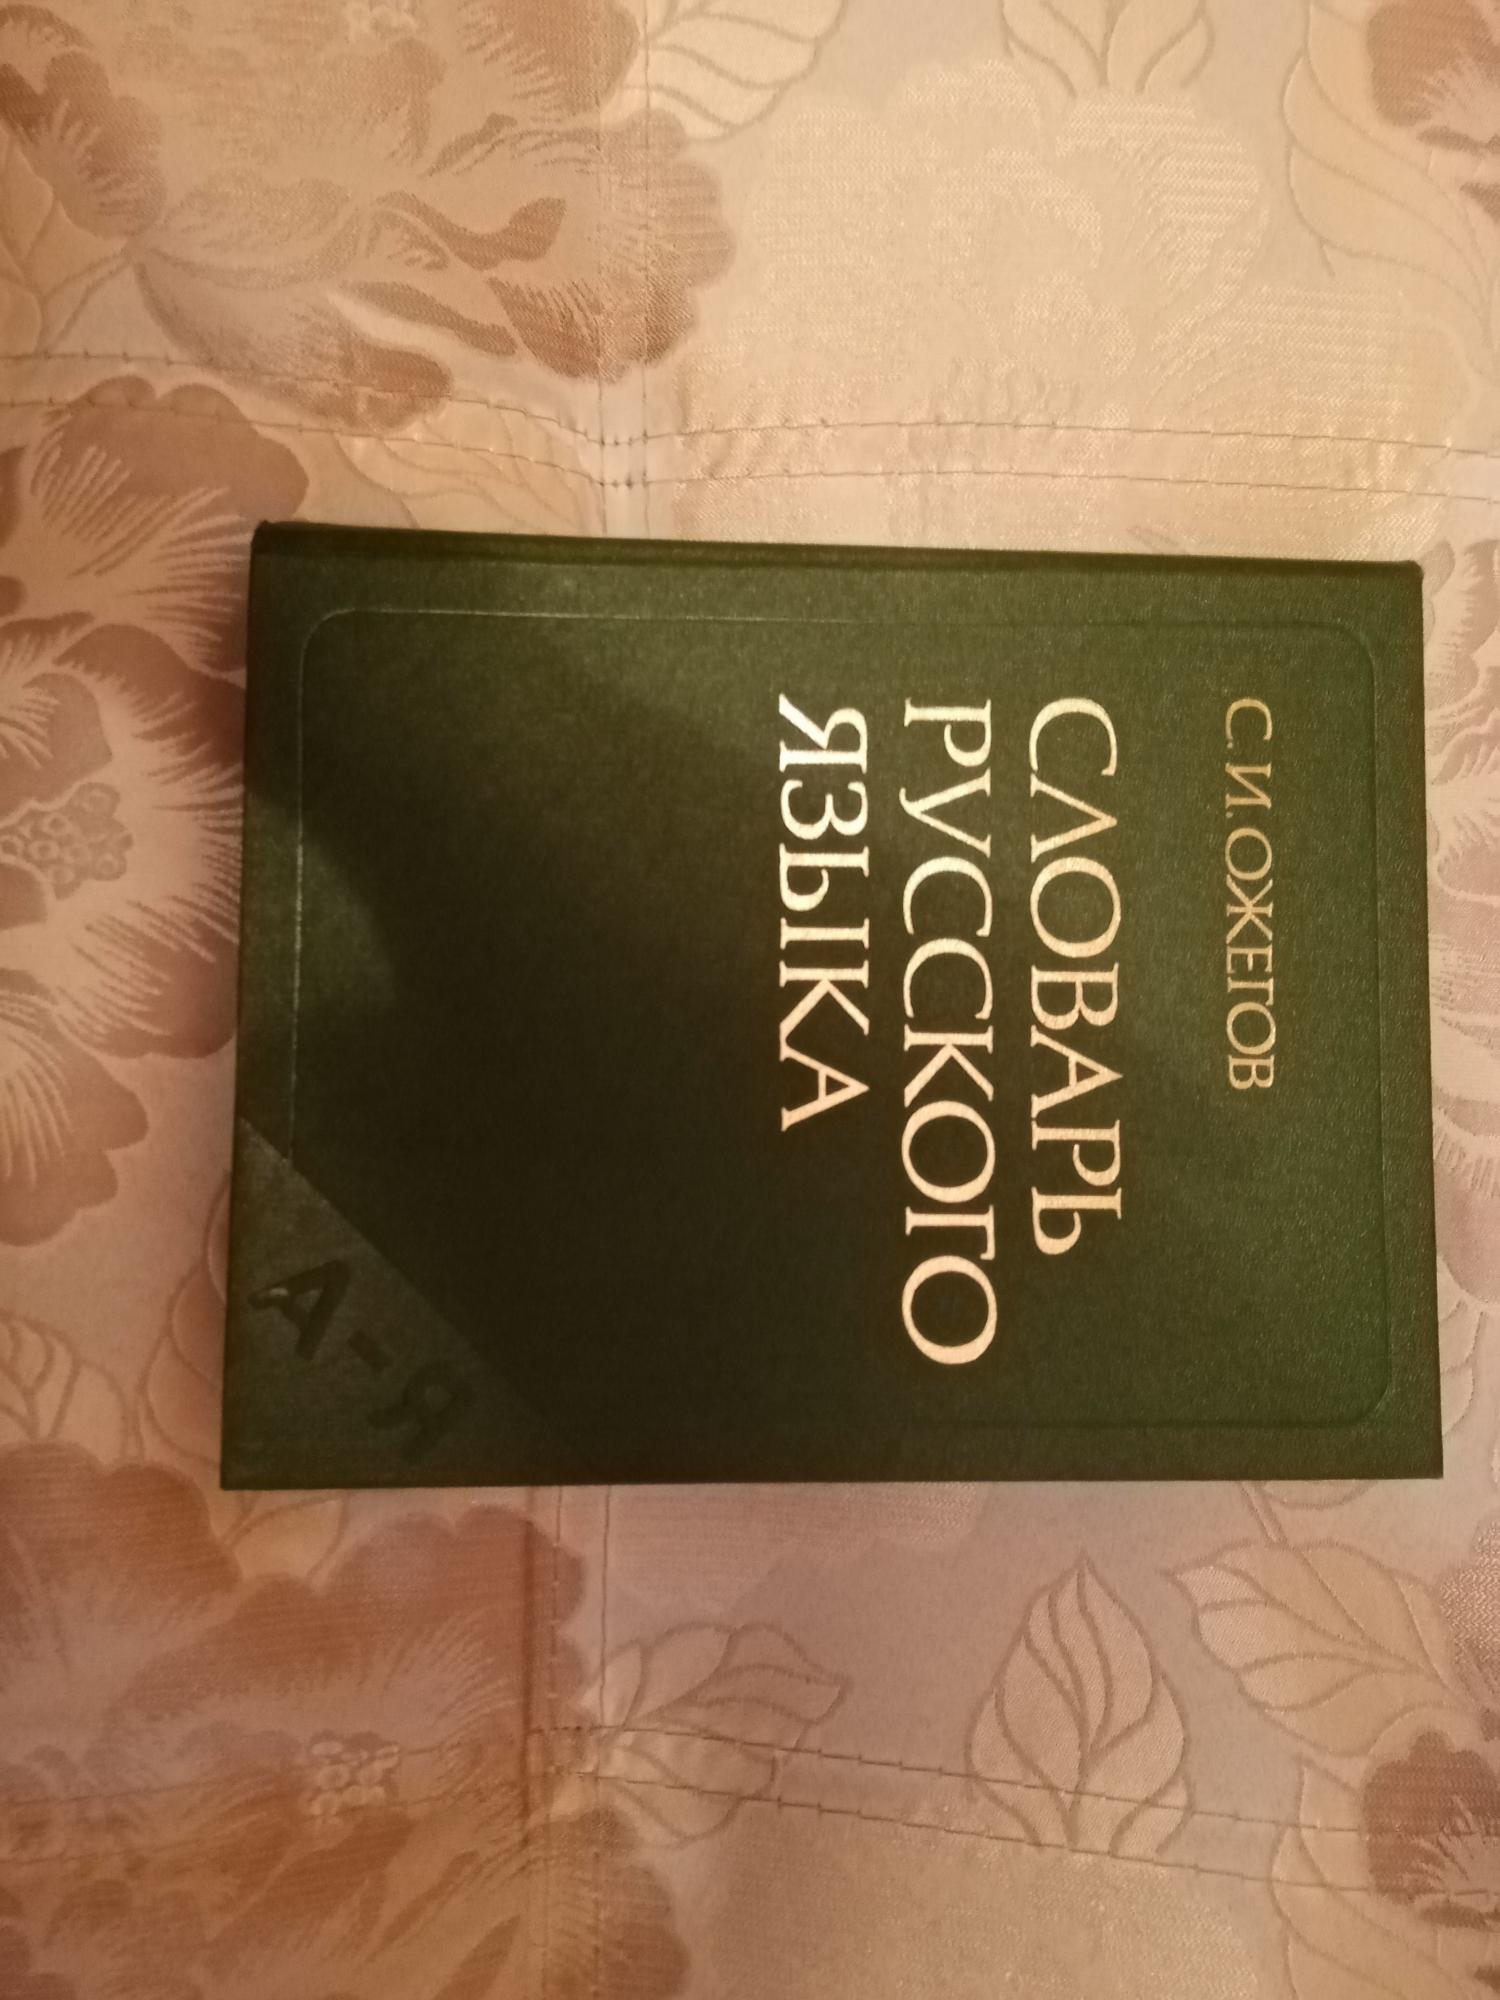 С. И. ОЖЕГОВ
СЛОВАРЬ
РУССКОГО
ЯЗЫКА
А-Я